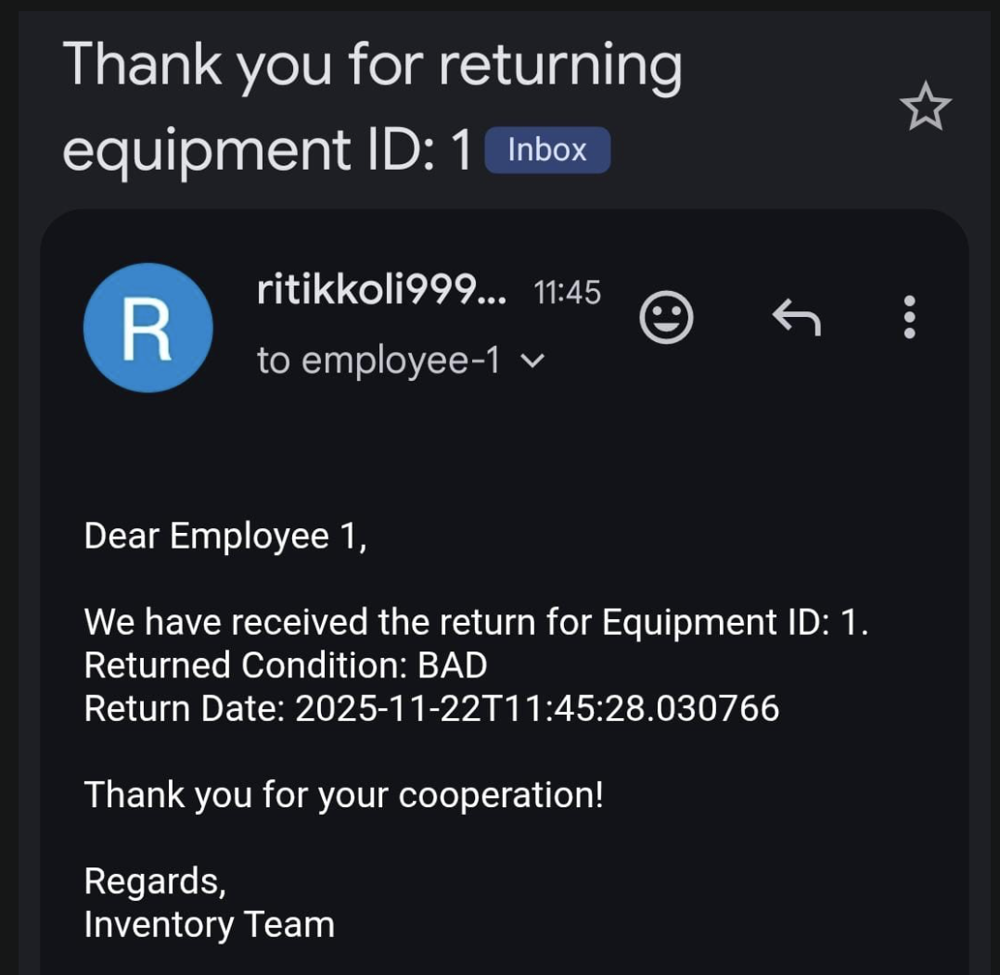 Thank you for returning
equipment ID: 1 Inbox
R
ritikkoli999... 11:45
to employee-1
Dear Employee 1,
We have received the return for Equipment ID: 1.
Returned Condition: BAD
Return Date: 2025-11-22T11:45:28.030766
Thank you for your cooperation!
Regards,
Inventory Team